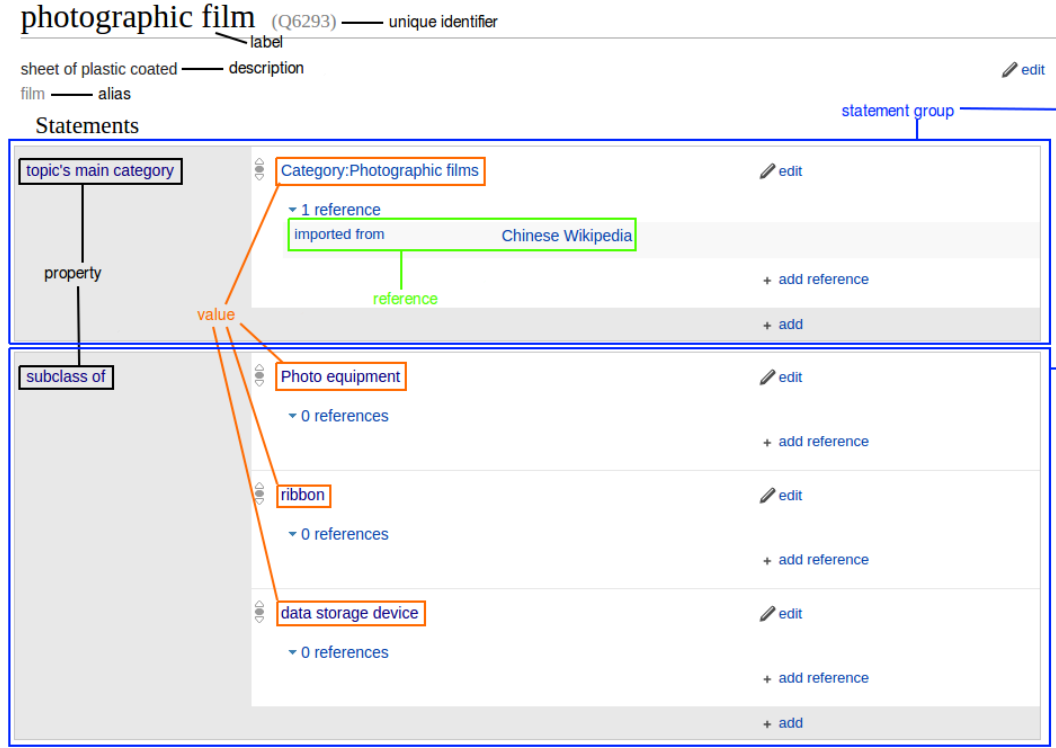 photographic film (Q6293) unique identifier
label
sheet of plastic coated description
edit
film alias
statement group
Statements
topic's main category
Category:Photographic films
edit
1 reference
imported from Chinese Wikipedia
property
add reference
reference
value
+ add
subclass of
Photo equipment
edit
0 references
+ add reference
ribbon
edit
0 references
+ add reference
data storage device
edit
0 references
+ add reference
+ add